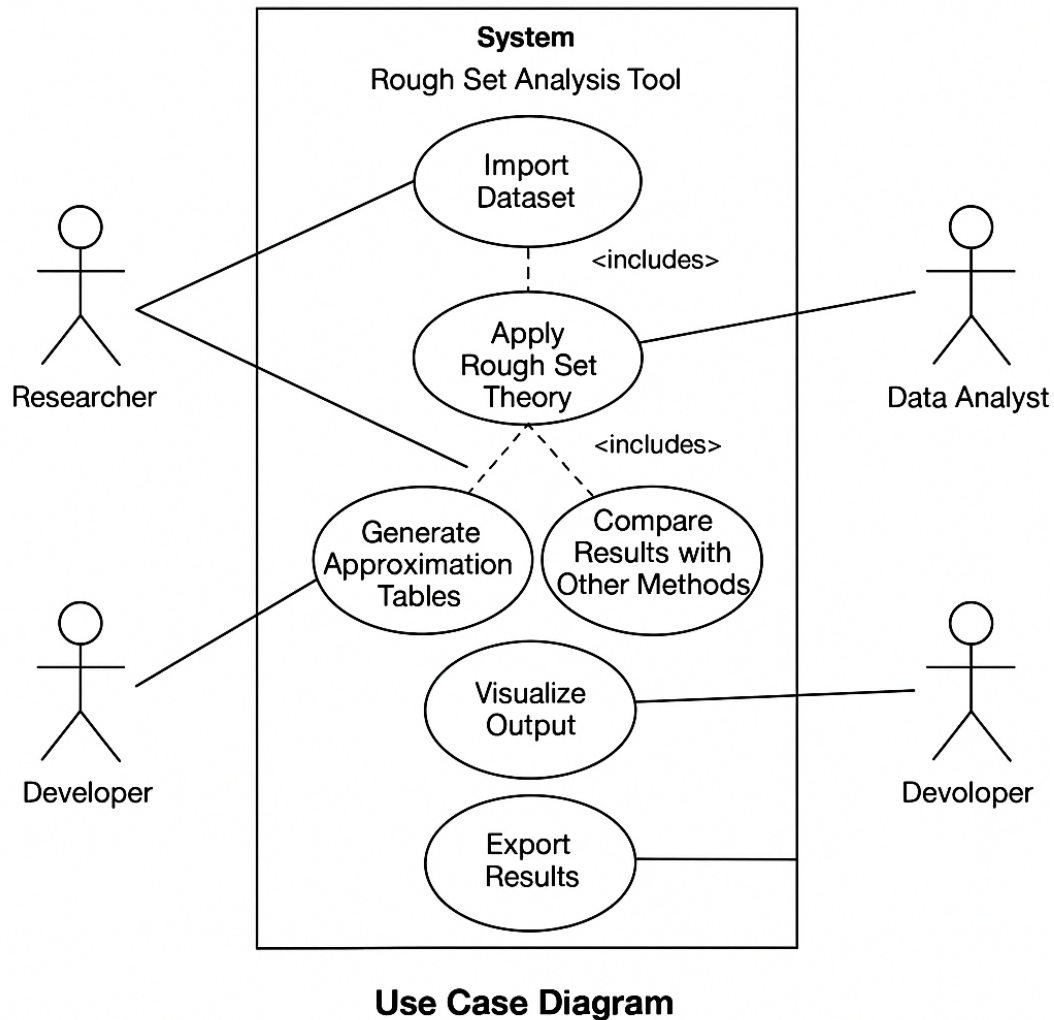 System
Rough Set Analysis Tool
Import
Dataset
<includes>
Apply
Rough Set
Theory
Researcher
Data Analyst
<includes>
Generate
Approximation
Tables
Compare
Results with
Other Methods
Visualize
Output
Developer
Devoloper
Export
Results
Use Case Diagram